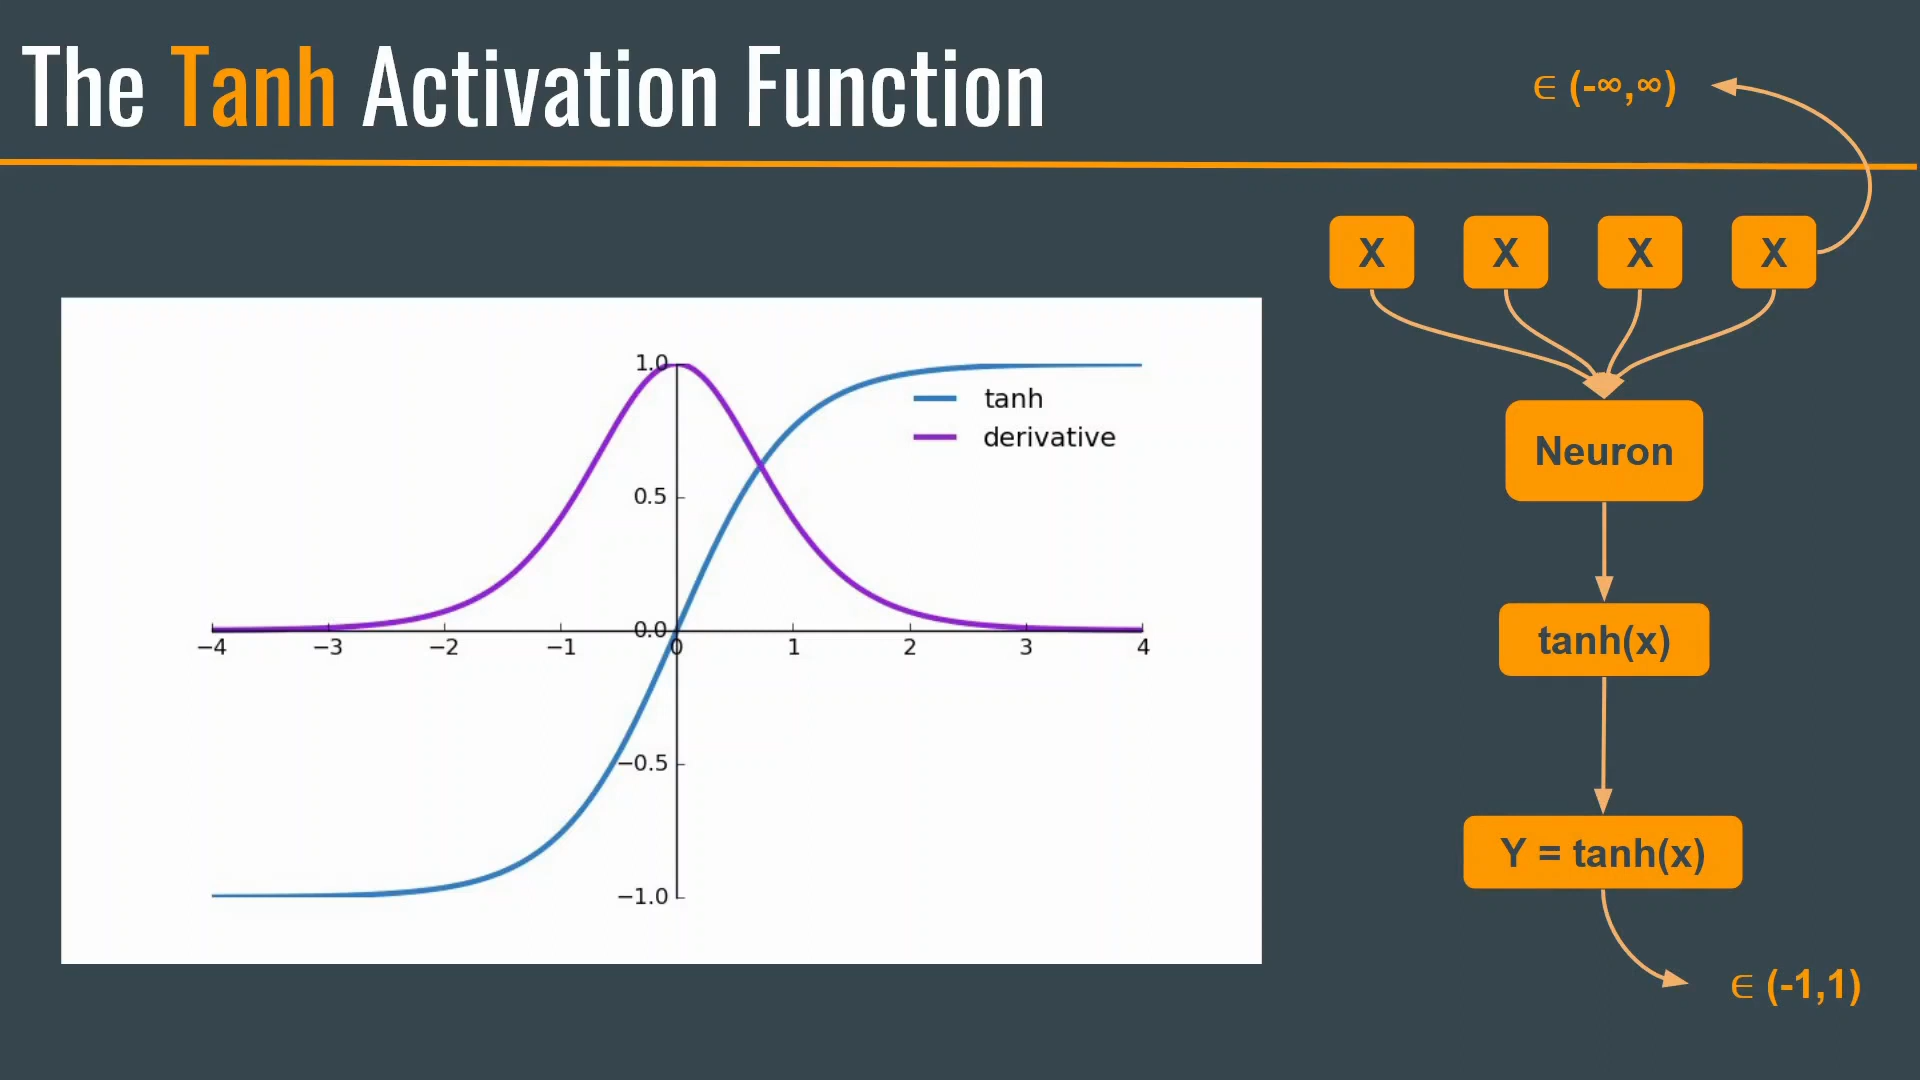 The Tanh Activation Function
∈ (-∞,∞)
X X X X
Neuron
tanh(x)
Y = tanh(x)
∈ (-1,1)
1.0
tanh
derivative
0.5
0.0
−4 −3 −2 −1 0 1 2 3 4
−0.5
−1.0